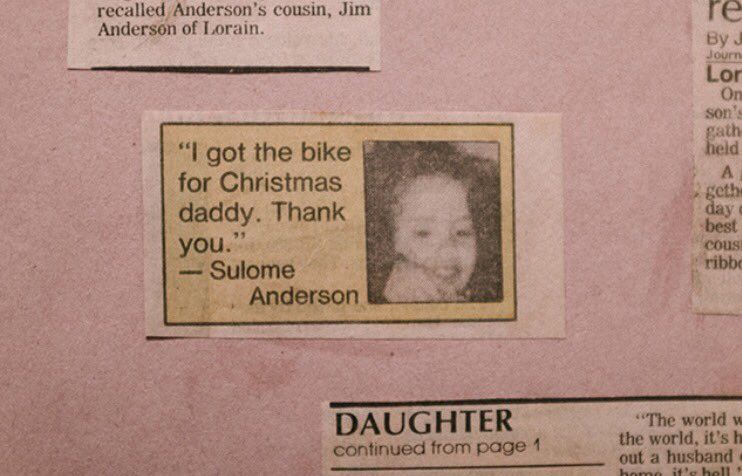 recalled Anderson's cousin, Jim
Anderson of Lorain.
"I got the bike
for Christmas
daddy. Thank
you."
— Sulome
Anderson
By J
Journ
Lor
On
son's
gath
held
A
geth
day
best
cous
ribbo
DAUGHTER
continued from page 1
"The world w
the world, it's h
out a husband
home, it's hell